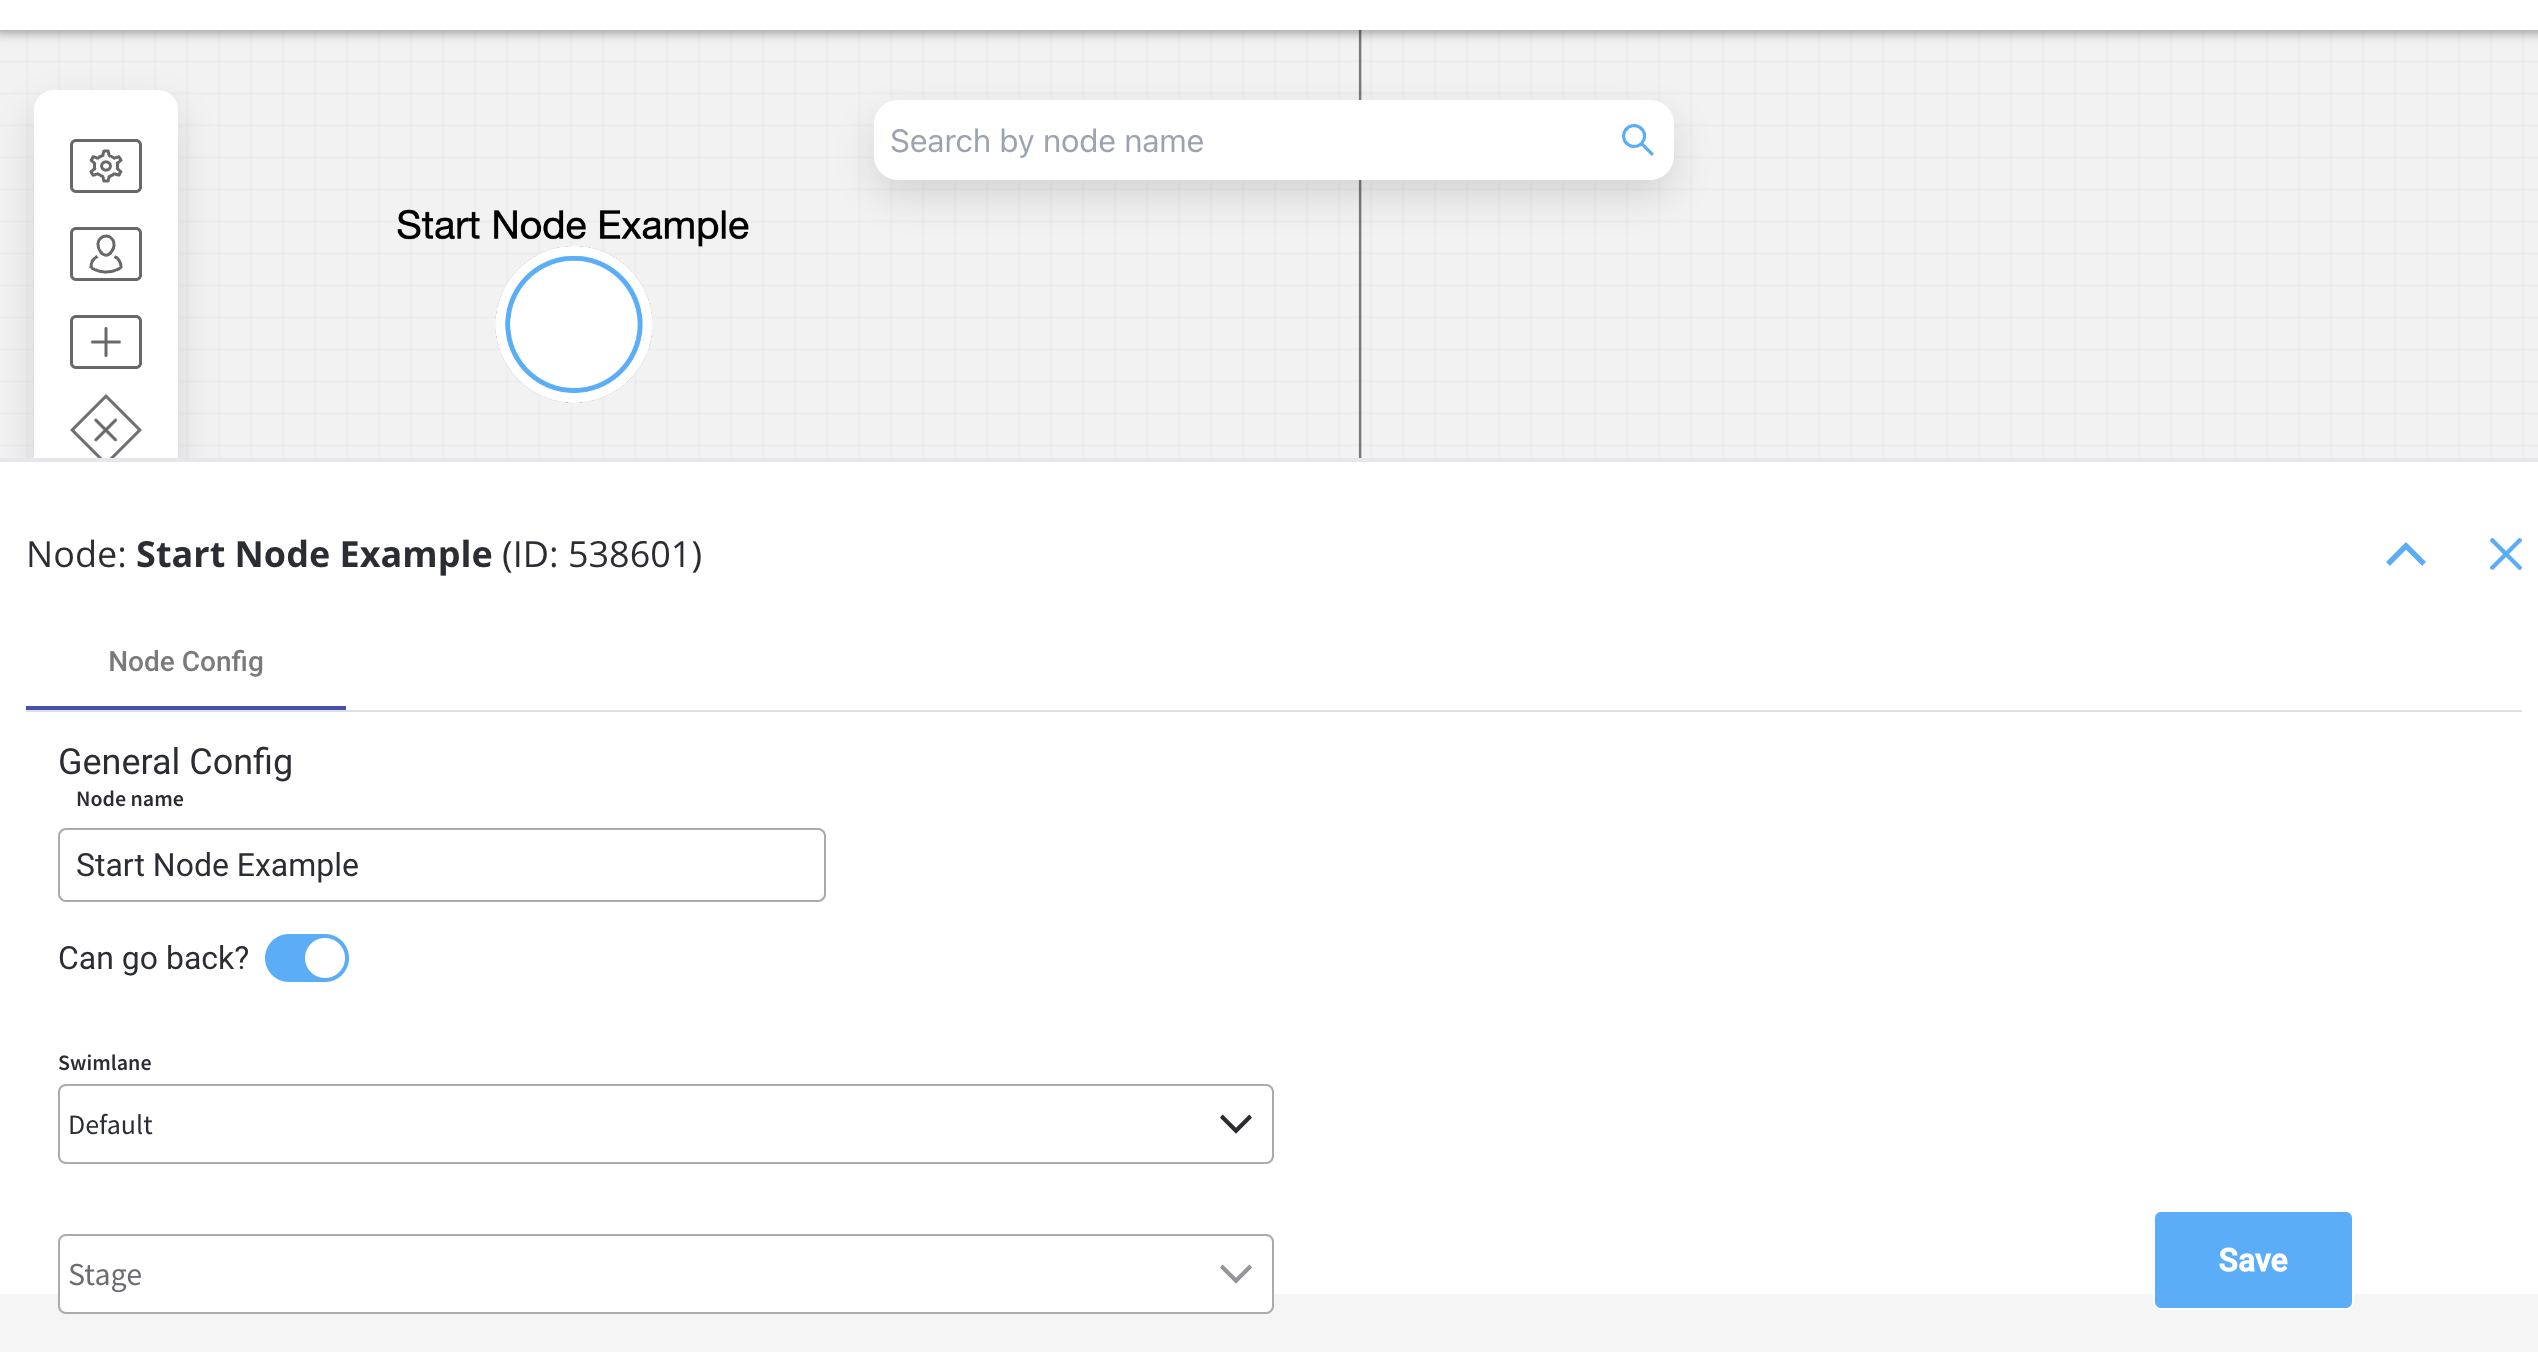 Search by node name
Start Node Example
Node: Start Node Example (ID: 538601)
Node Config
General Config
Node name
Start Node Example
Can go back?
Swimlane
Default
Stage
Save